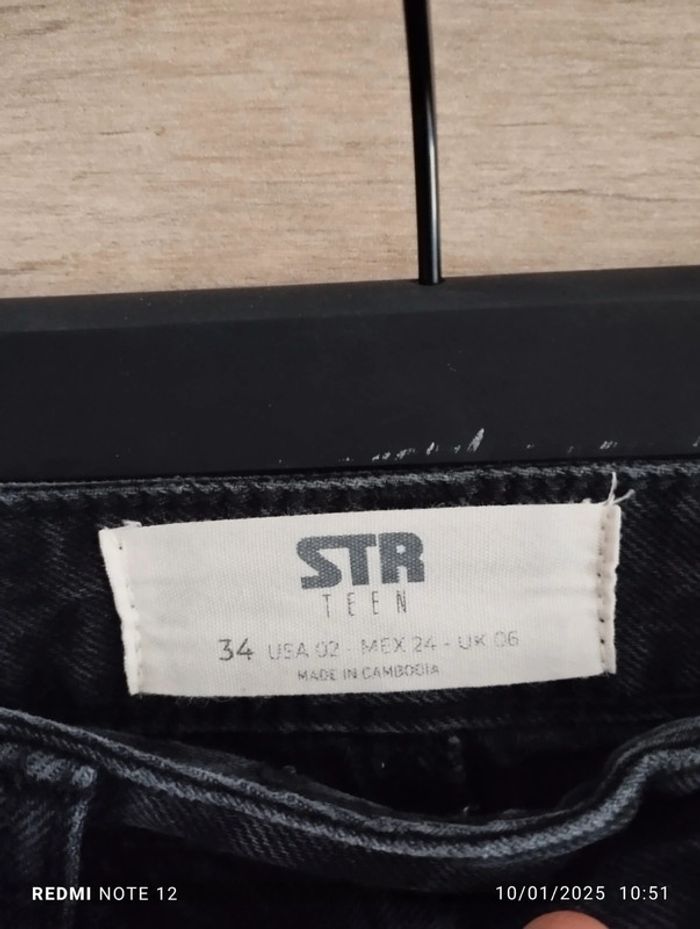 STR
TEEN
34 USA 02 - MEX 24 - UK 06
MADE IN CAMBODIA
REDMI NOTE 12
10/01/2025 10:51